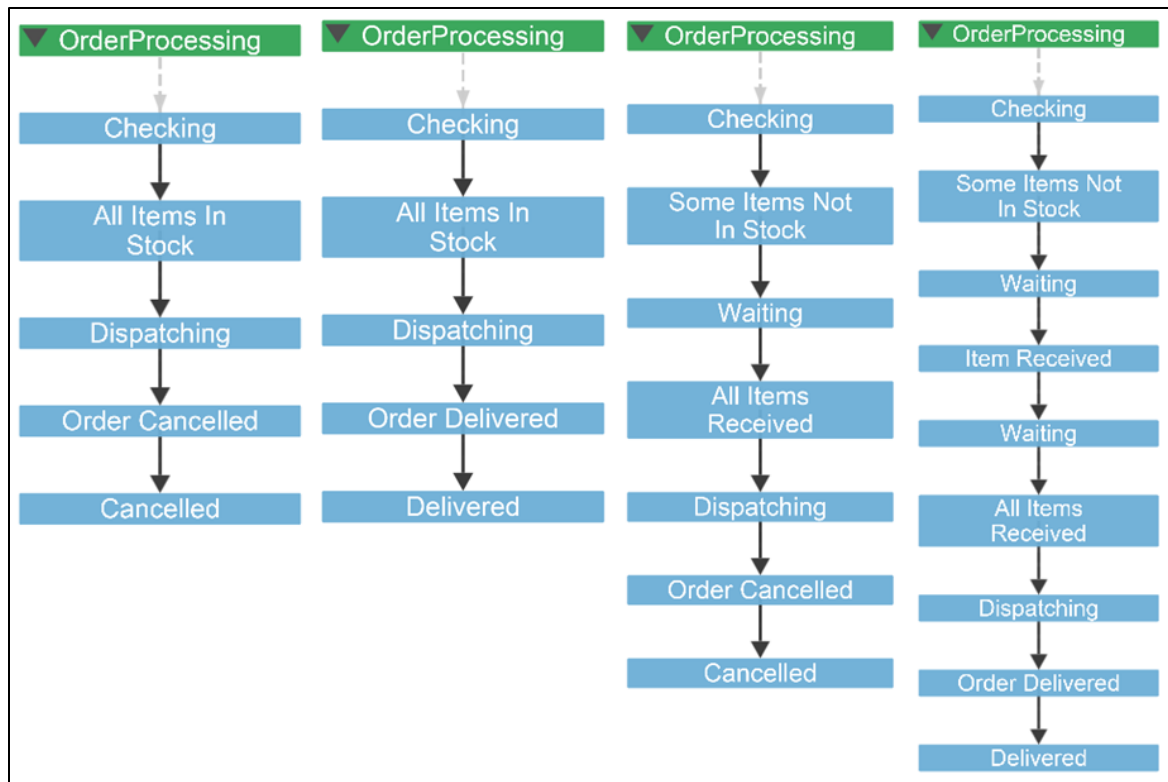 OrderProcessing
Checking
All Items In
Stock
Dispatching
Order Cancelled
Cancelled
OrderProcessing
Checking
All Items In
Stock
Dispatching
Order Delivered
Delivered
OrderProcessing
Checking
Some Items Not
In Stock
Waiting
All Items
Received
Dispatching
Order Cancelled
Cancelled
OrderProcessing
Checking
Some Items Not
In Stock
Waiting
Item Received
Waiting
All Items
Received
Dispatching
Order Delivered
Delivered